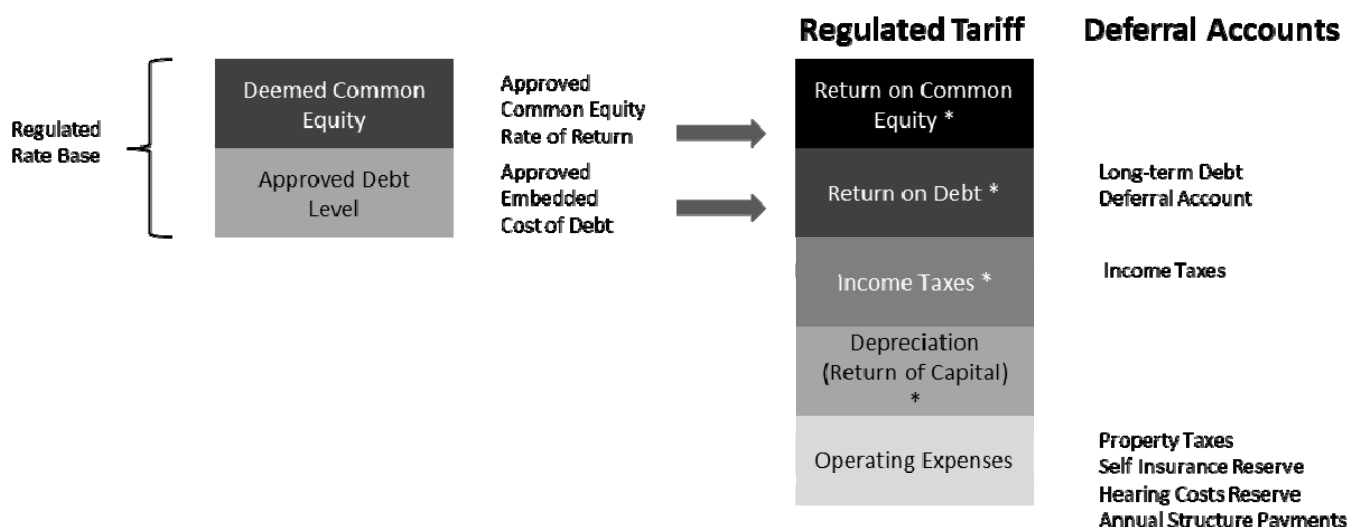 Regulated Tariff
Deferral Accounts
Regulated
Rate Base
Deemed Common
Equity
Approved Debt
Level
Approved
Common Equity
Rate of Return
Approved
Embedded
Cost of Debt
Return on Common
Equity *
Return on Debt *
Income Taxes *
Depreciation
(Return of Capital)
*
Operating Expenses
Long-term Debt
Deferral Account
Income Taxes
Property Taxes
Self Insurance Reserve
Hearing Costs Reserve
Annual Structure Payments